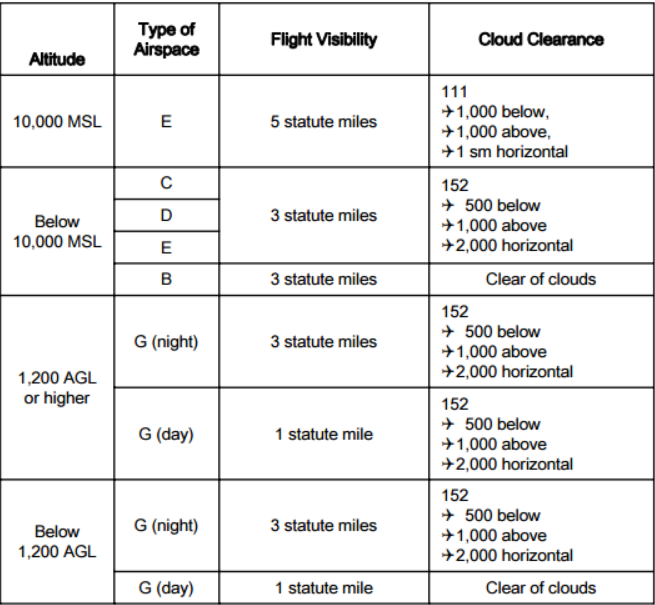 Altitude
Type of
Airspace
Flight Visibility
Cloud Clearance
10,000 MSL
E
5 statute miles
111
✈1,000 below,
✈1,000 above,
✈1 sm horizontal
Below
10,000 MSL
C
D
E
3 statute miles
152
✈ 500 below
✈1,000 above
✈2,000 horizontal
B
3 statute miles
Clear of clouds
1,200 AGL
or higher
G (night)
3 statute miles
152
✈ 500 below
✈1,000 above
✈2,000 horizontal
G (day)
1 statute mile
152
✈ 500 below
✈1,000 above
✈2,000 horizontal
Below
1,200 AGL
G (night)
3 statute miles
152
✈ 500 below
✈1,000 above
✈2,000 horizontal
G (day)
1 statute mile
Clear of clouds